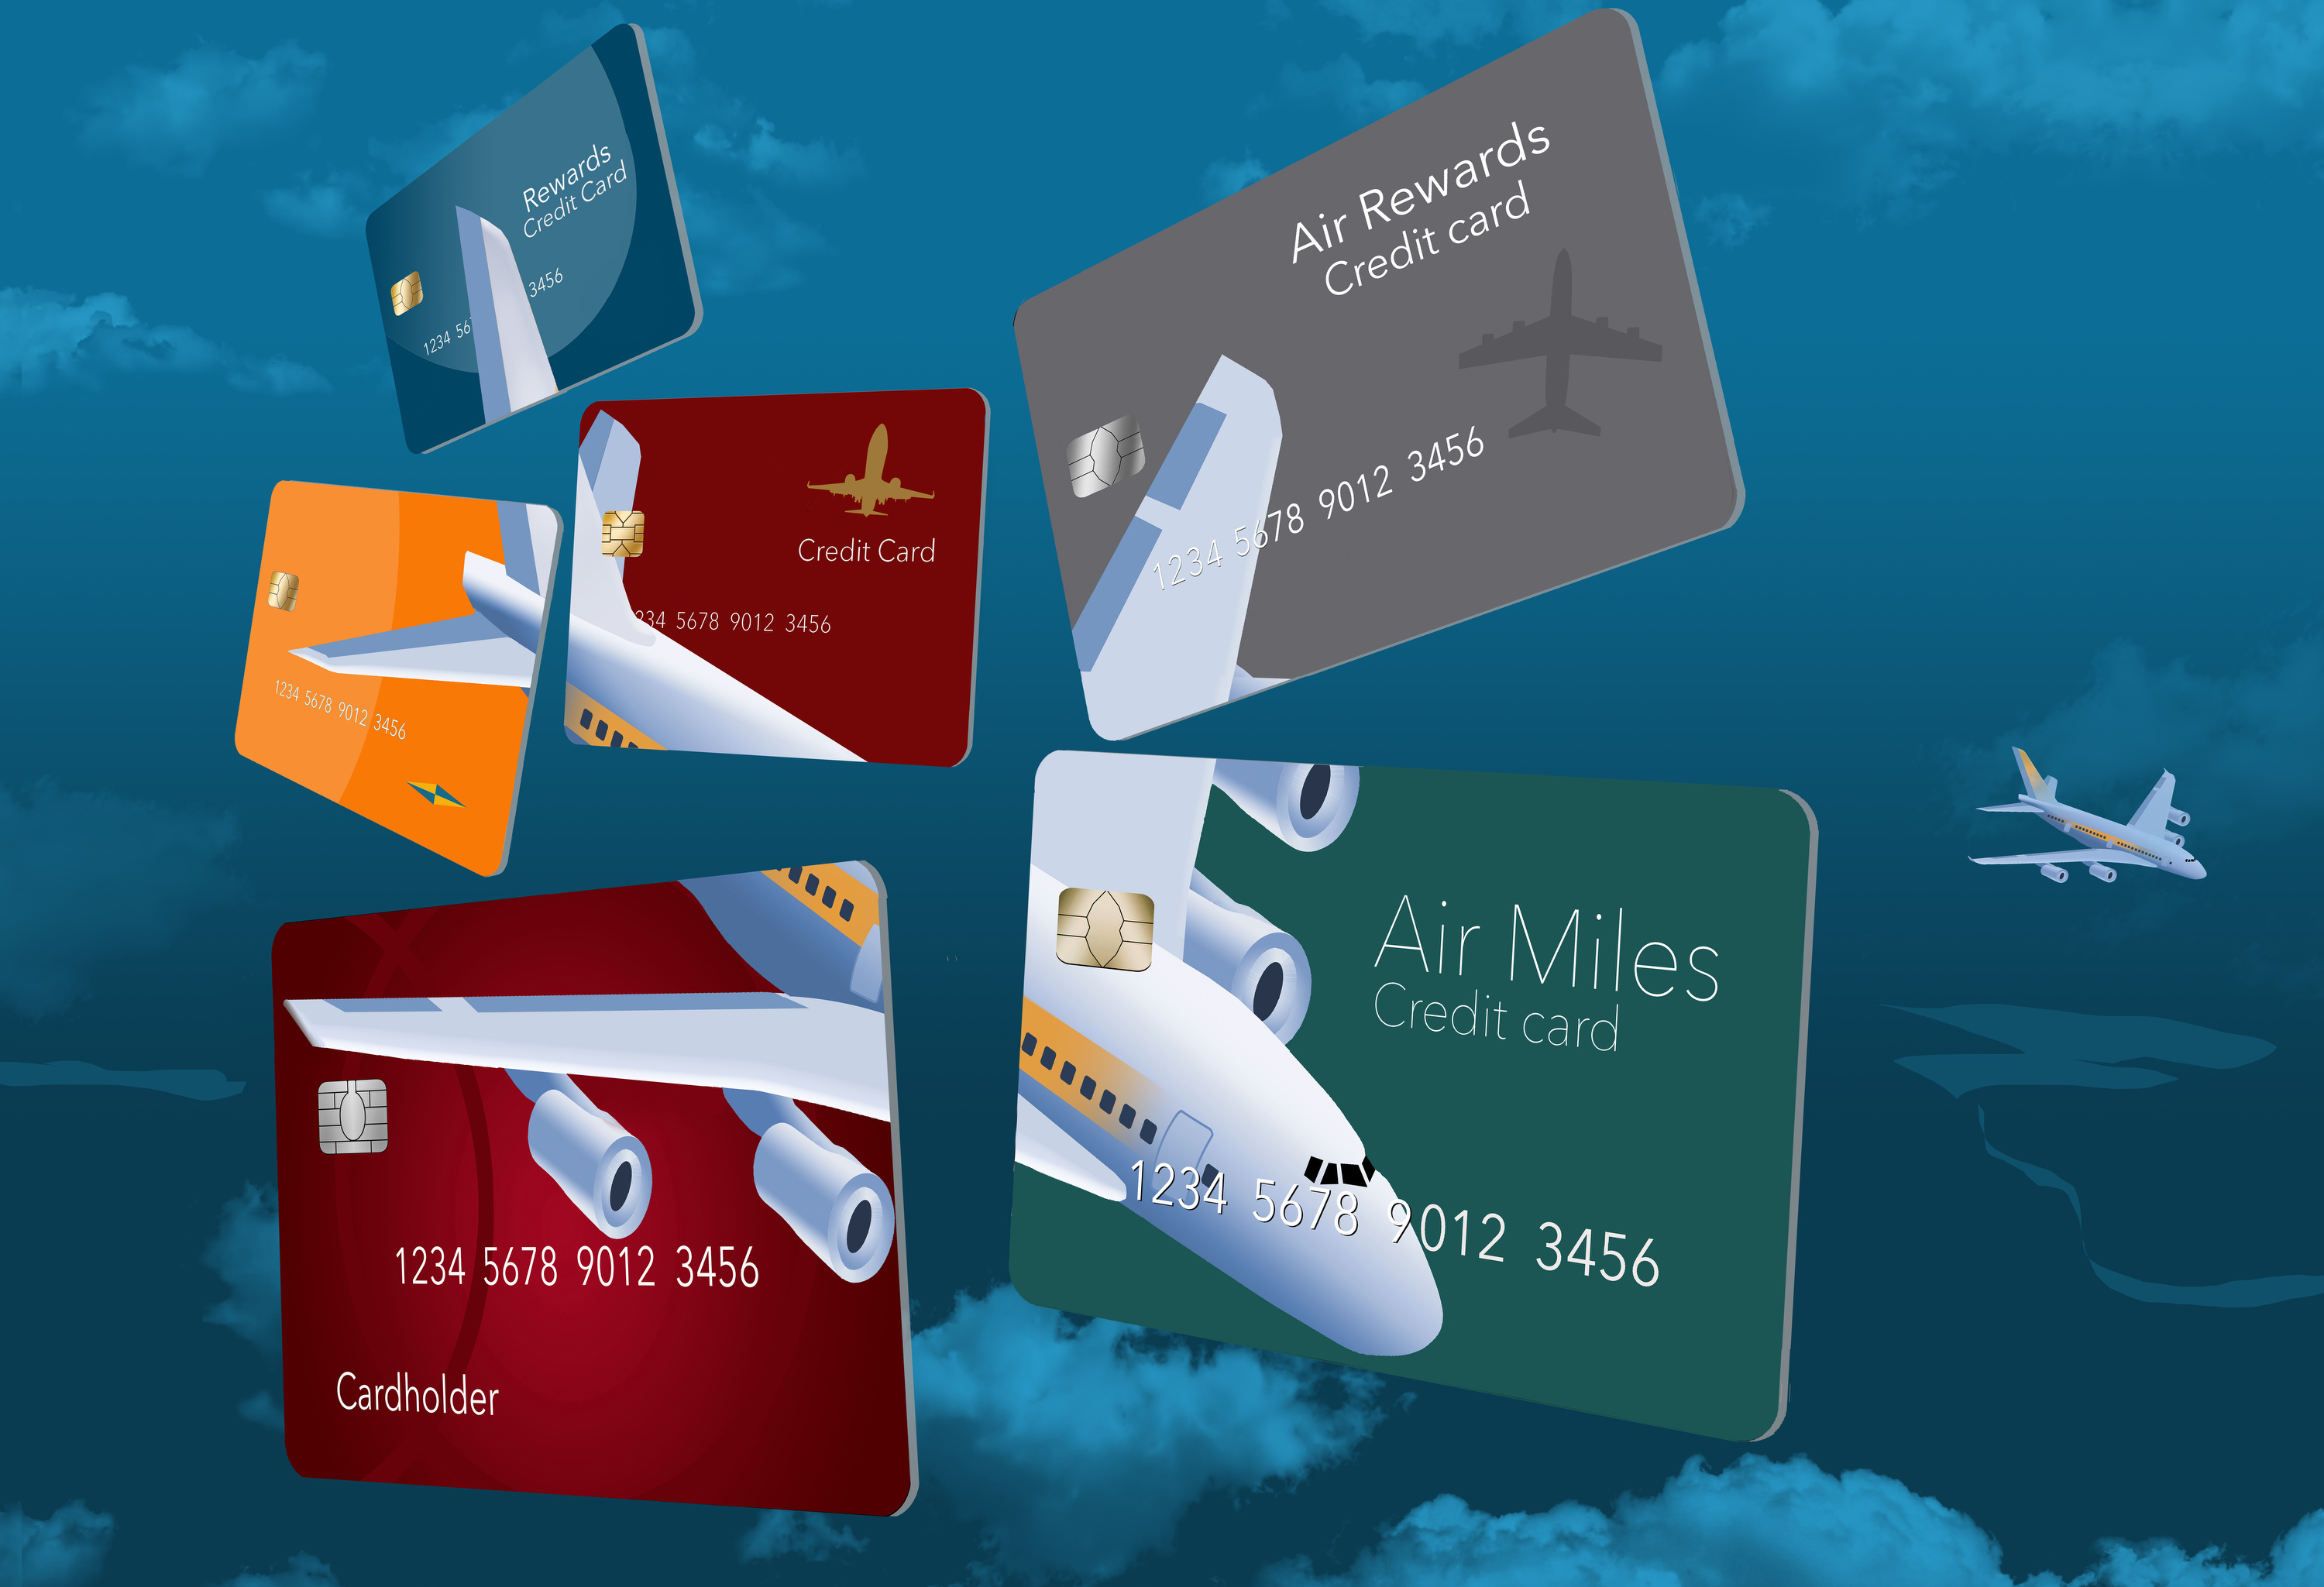 Rewards
Credit Card
1234 56
3456
Air Rewards
Credit card
1234 5678 9012 3456
Credit Card
234 5678 9012 3456
1234 5678 9012 3456
Air Miles
Credit card
1234 5678 9012 3456
1234 5678 9012 3456
Cardholder